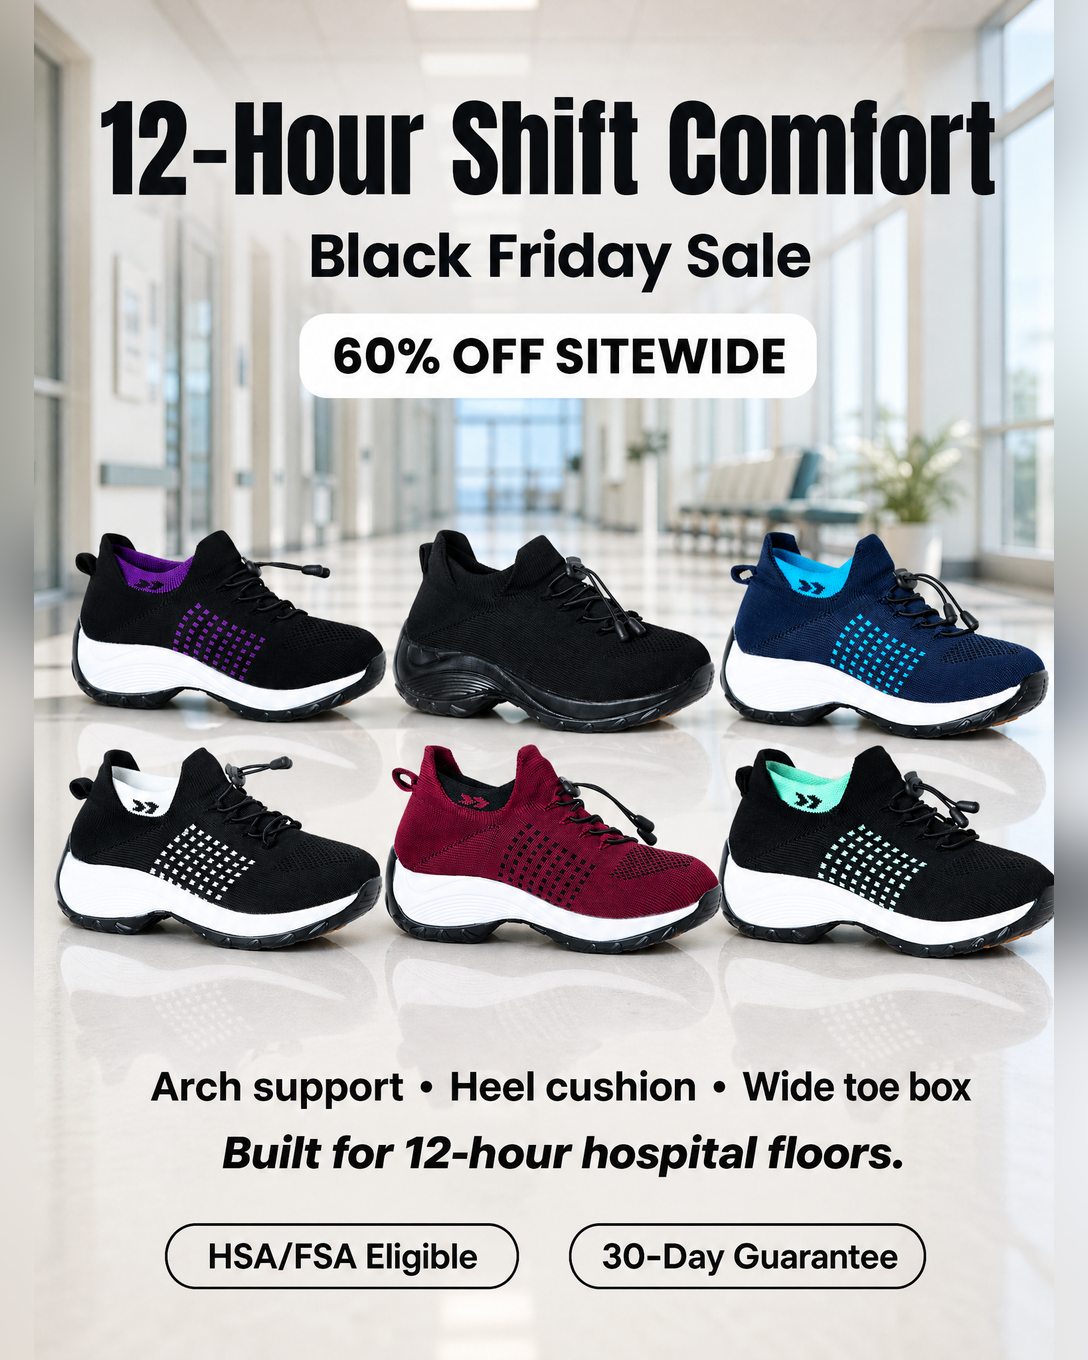 12-Hour Shift Comfort
Black Friday Sale
60% OFF SITEWIDE
Arch support • Heel cushion • Wide toe box
Built for 12-hour hospital floors.
HSA/FSA Eligible
30-Day Guarantee